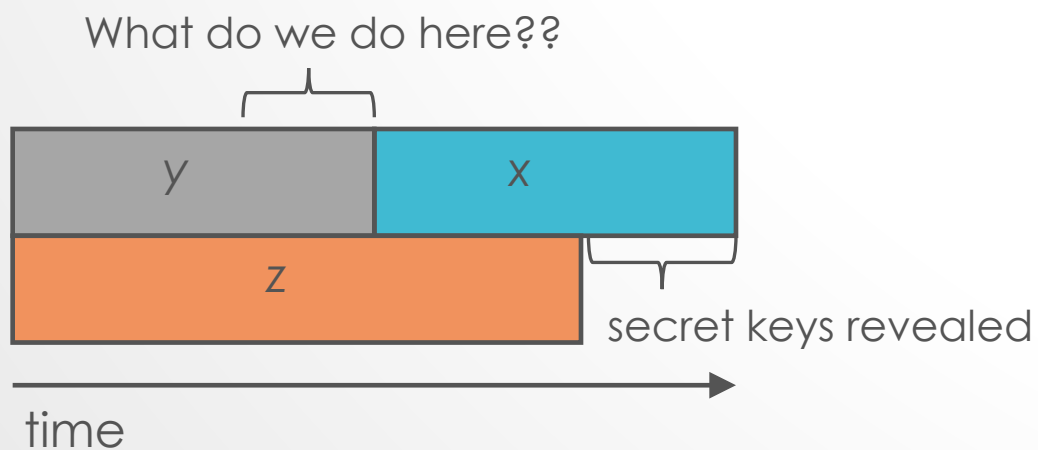 What do we do here??
y
x
z
secret keys revealed
time